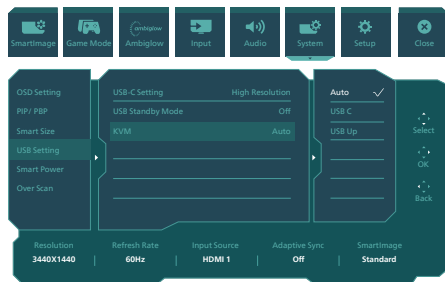 SmartImage
Game Mode
ambiglow
Ambiglow
Input
Audio
System
Setup
Close
OSD Setting
PIP/ PBP
Smart Size
USB Setting
Smart Power
Over Scan
USB-C Setting High Resolution
USB Standby Mode Off
KVM Auto
Auto
USB C
USB Up
Select
OK
Back
Resolution Refresh Rate Input Source Adaptive Sync SmartImage
3440X1440 60Hz HDMI 1 Off Standard